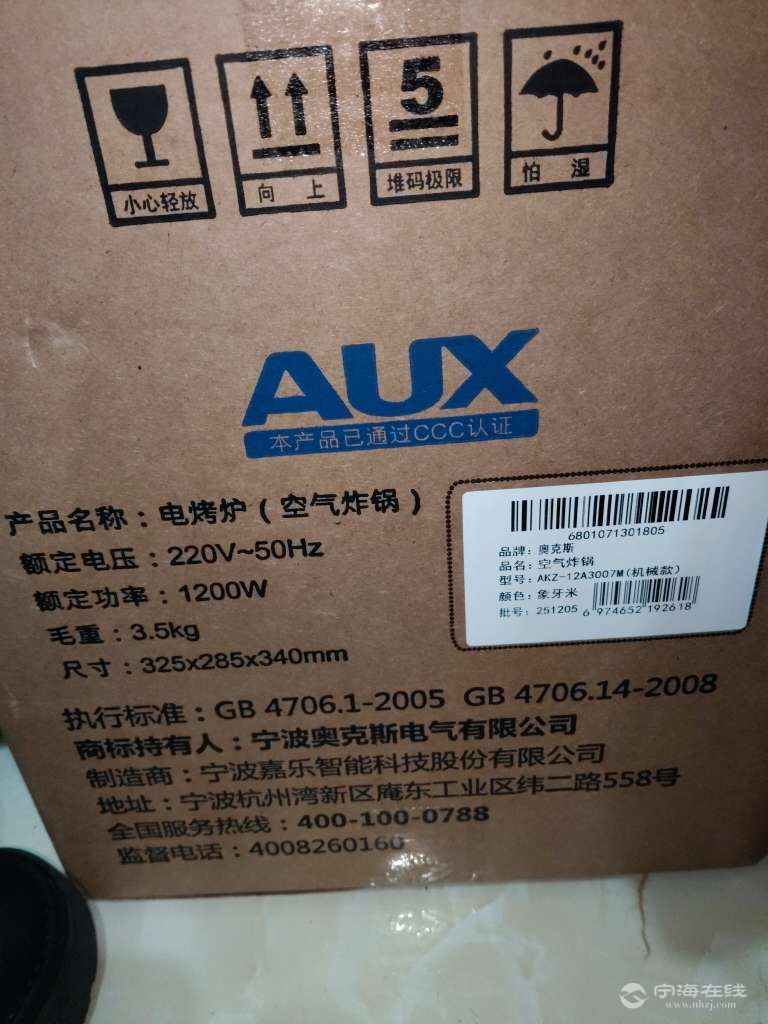 5
小心轻放
向 上
堆码极限
怕 湿
AUX
本产品已通过CCC认证
产品名称：电烤炉（空气炸锅）
额定电压：220V~50Hz
额定功率：1200W
毛重：3.5kg
尺寸：325x285x340mm
6801071301805
品牌：奥克斯
品名：空气炸锅
型号：AKZ-12A3007M(机械款)
颜色：象牙米
批号：251205
6 974652 192618
执行标准：GB 4706.1-2005 GB 4706.14-2008
商标持有人：宁波奥克斯电气有限公司
制造商：宁波嘉乐智能科技股份有限公司
地址：宁波杭州湾新区庵东工业区纬二路558号
全国服务热线：400-100-0788
监督电话：4008260160
宁海在线
www.nhzj.com